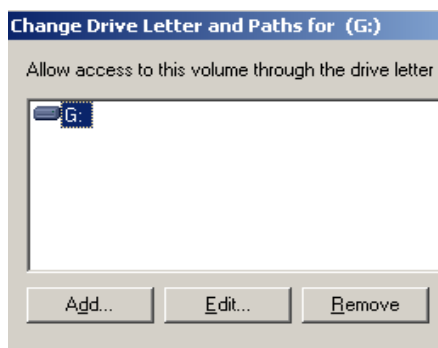 Change Drive Letter and Paths for (G:)
Allow access to this volume through the drive letter
G:
Add... Edit... Remove